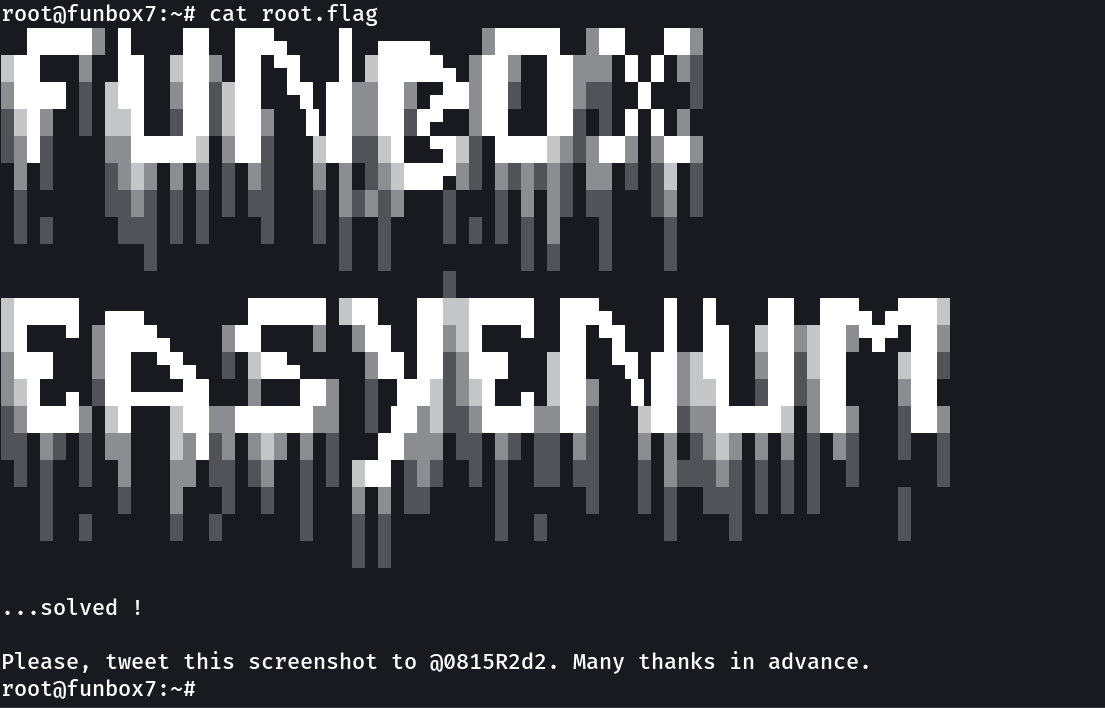 root@funbox7:~# cat root.flag
FUNBOX
EASYENUM
...solved !
Please, tweet this screenshot to @0815R2d2. Many thanks in advance.
root@funbox7:~#